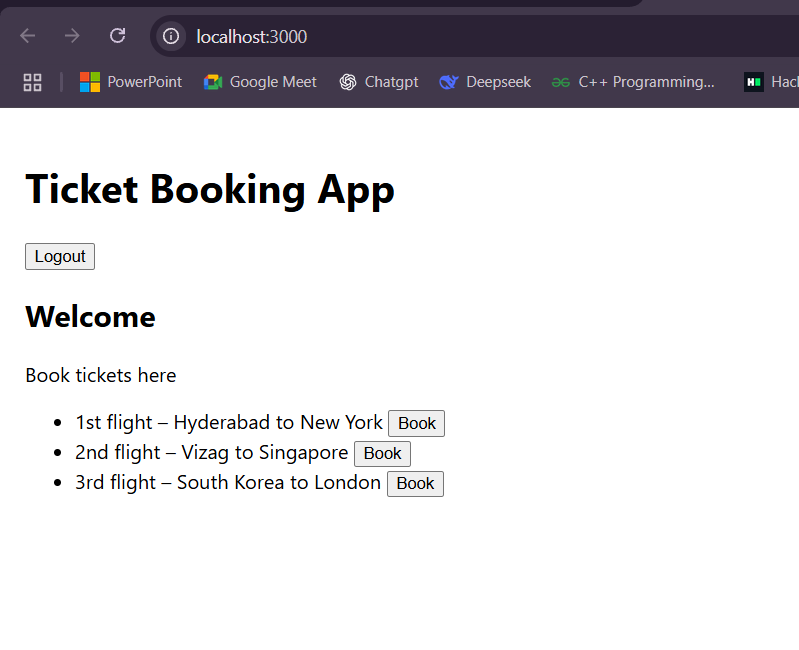 localhost:3000
PowerPoint Google Meet Chatgpt Deepseek C++ Programming... Hack
Ticket Booking App
Logout
Welcome
Book tickets here
1st flight – Hyderabad to New York Book
2nd flight – Vizag to Singapore Book
3rd flight – South Korea to London Book